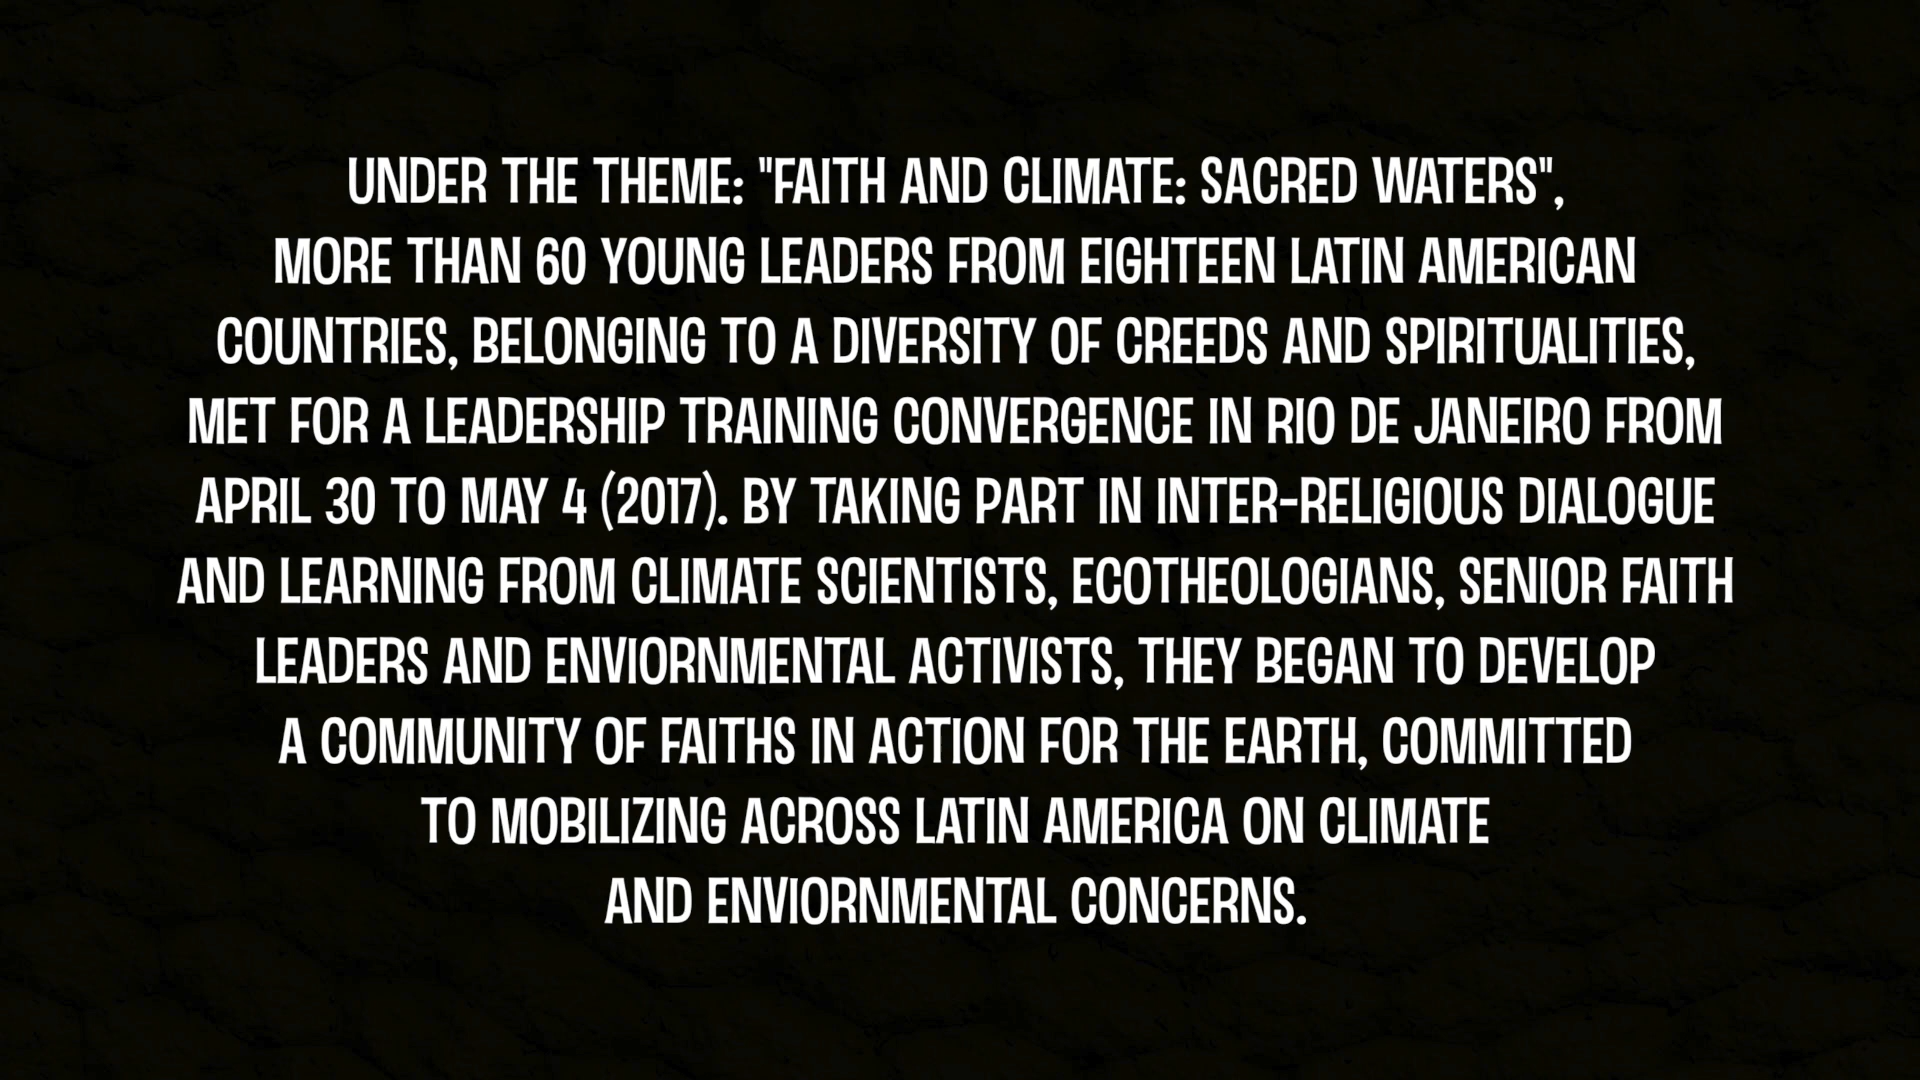 UNDER THE THEME: "FAITH AND CLIMATE: SACRED WATERS",
MORE THAN 60 YOUNG LEADERS FROM EIGHTEEN LATIN AMERICAN
COUNTRIES, BELONGING TO A DIVERSITY OF CREEDS AND SPIRITUALITIES,
MET FOR A LEADERSHIP TRAINING CONVERGENCE IN RIO DE JANEIRO FROM
APRIL 30 TO MAY 4 (2017). BY TAKING PART IN INTER-RELIGIOUS DIALOGUE
AND LEARNING FROM CLIMATE SCIENTISTS, ECOTHEOLOGIANS, SENIOR FAITH
LEADERS AND ENVIORNMENTAL ACTIVISTS, THEY BEGAN TO DEVELOP
A COMMUNITY OF FAITHS IN ACTION FOR THE EARTH, COMMITTED
TO MOBILIZING ACROSS LATIN AMERICA ON CLIMATE
AND ENVIORNMENTAL CONCERNS.